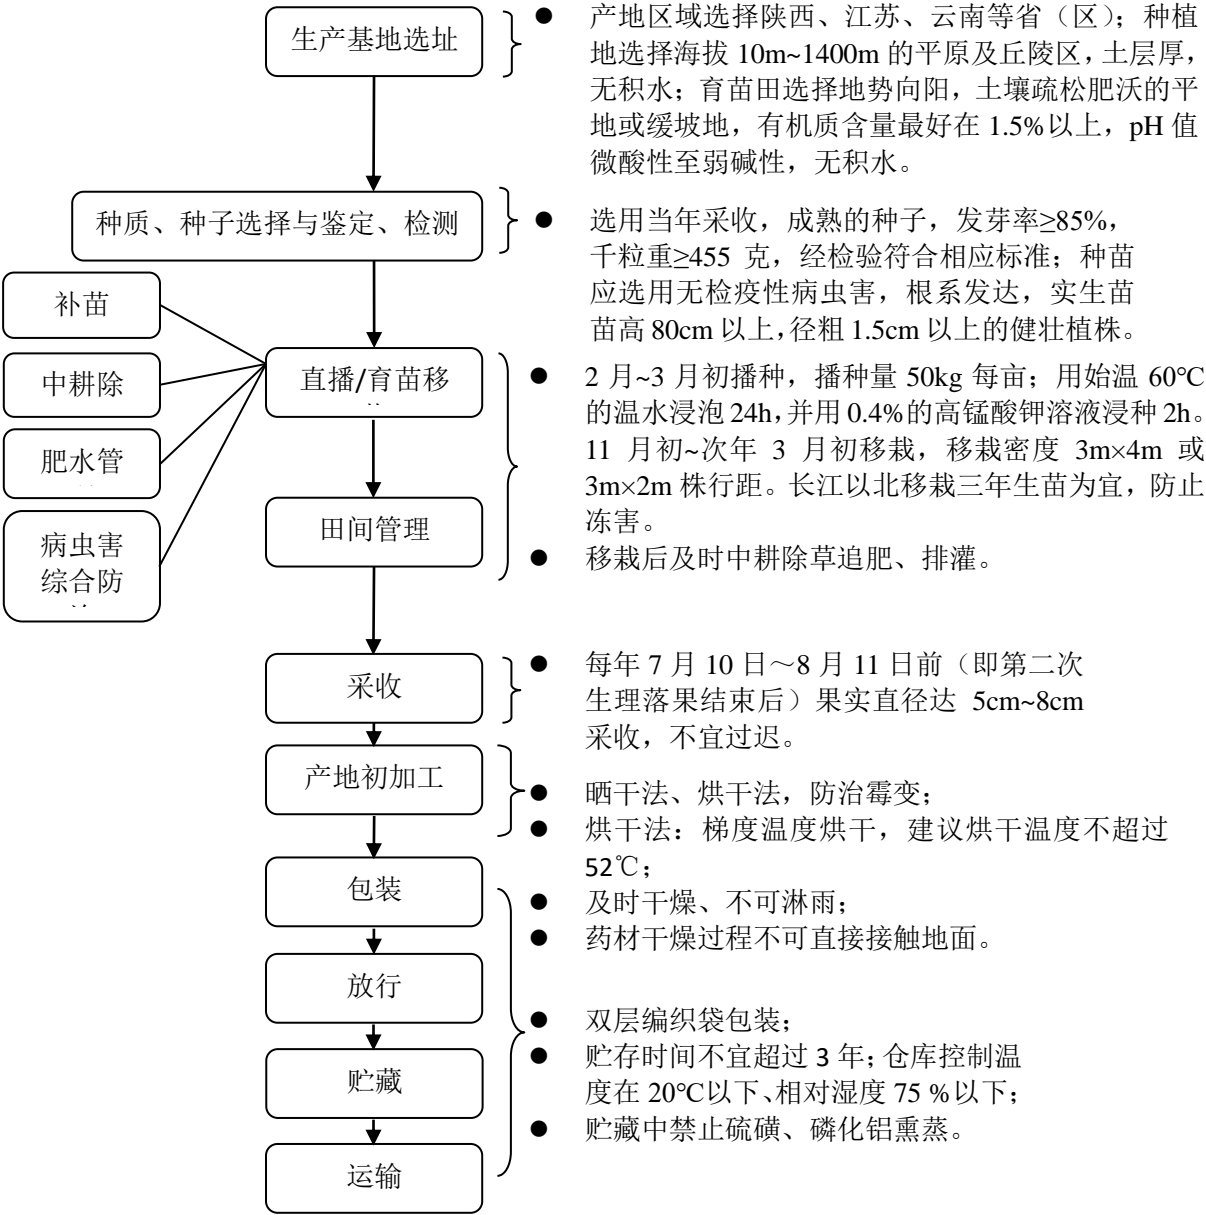 生产基地选址
● 产地区域选择陕西、江苏、云南等省（区）；种植
地选择海拔 10m~1400m 的平原及丘陵区，土层厚，
无积水；育苗田选择地势向阳，土壤疏松肥沃的平
地或缓坡地，有机质含量最好在 1.5%以上，pH 值
微酸性至弱碱性，无积水。
种质、种子选择与鉴定、检测
● 选用当年采收，成熟的种子，发芽率≥85%，
千粒重≥455 克，经检验符合相应标准；种苗
应选用无检疫性病虫害，根系发达，实生苗
苗高 80cm 以上，径粗 1.5cm 以上的健壮植株。
补苗
中耕除
肥水管
病虫害
综合防
直播/育苗移
田间管理
● 2 月~3 月初播种，播种量 50kg 每亩；用始温 60℃
的温水浸泡 24h，并用 0.4%的高锰酸钾溶液浸种 2h。
11 月初~次年 3 月初移栽，移栽密度 3m×4m 或
3m×2m 株行距。长江以北移栽三年生苗为宜，防止
冻害。
● 移栽后及时中耕除草追肥、排灌。
采收
● 每年 7 月 10 日～8 月 11 日前（即第二次
生理落果结束后）果实直径达 5cm~8cm
采收，不宜过迟。
产地初加工
● 晒干法、烘干法，防治霉变；
● 烘干法：梯度温度烘干，建议烘干温度不超过
52℃；
● 及时干燥、不可淋雨；
● 药材干燥过程不可直接接触地面。
包装
放行
贮藏
运输
● 双层编织袋包装；
● 贮存时间不宜超过 3 年；仓库控制温
度在 20℃以下、相对湿度 75 %以下；
● 贮藏中禁止硫磺、磷化铝熏蒸。